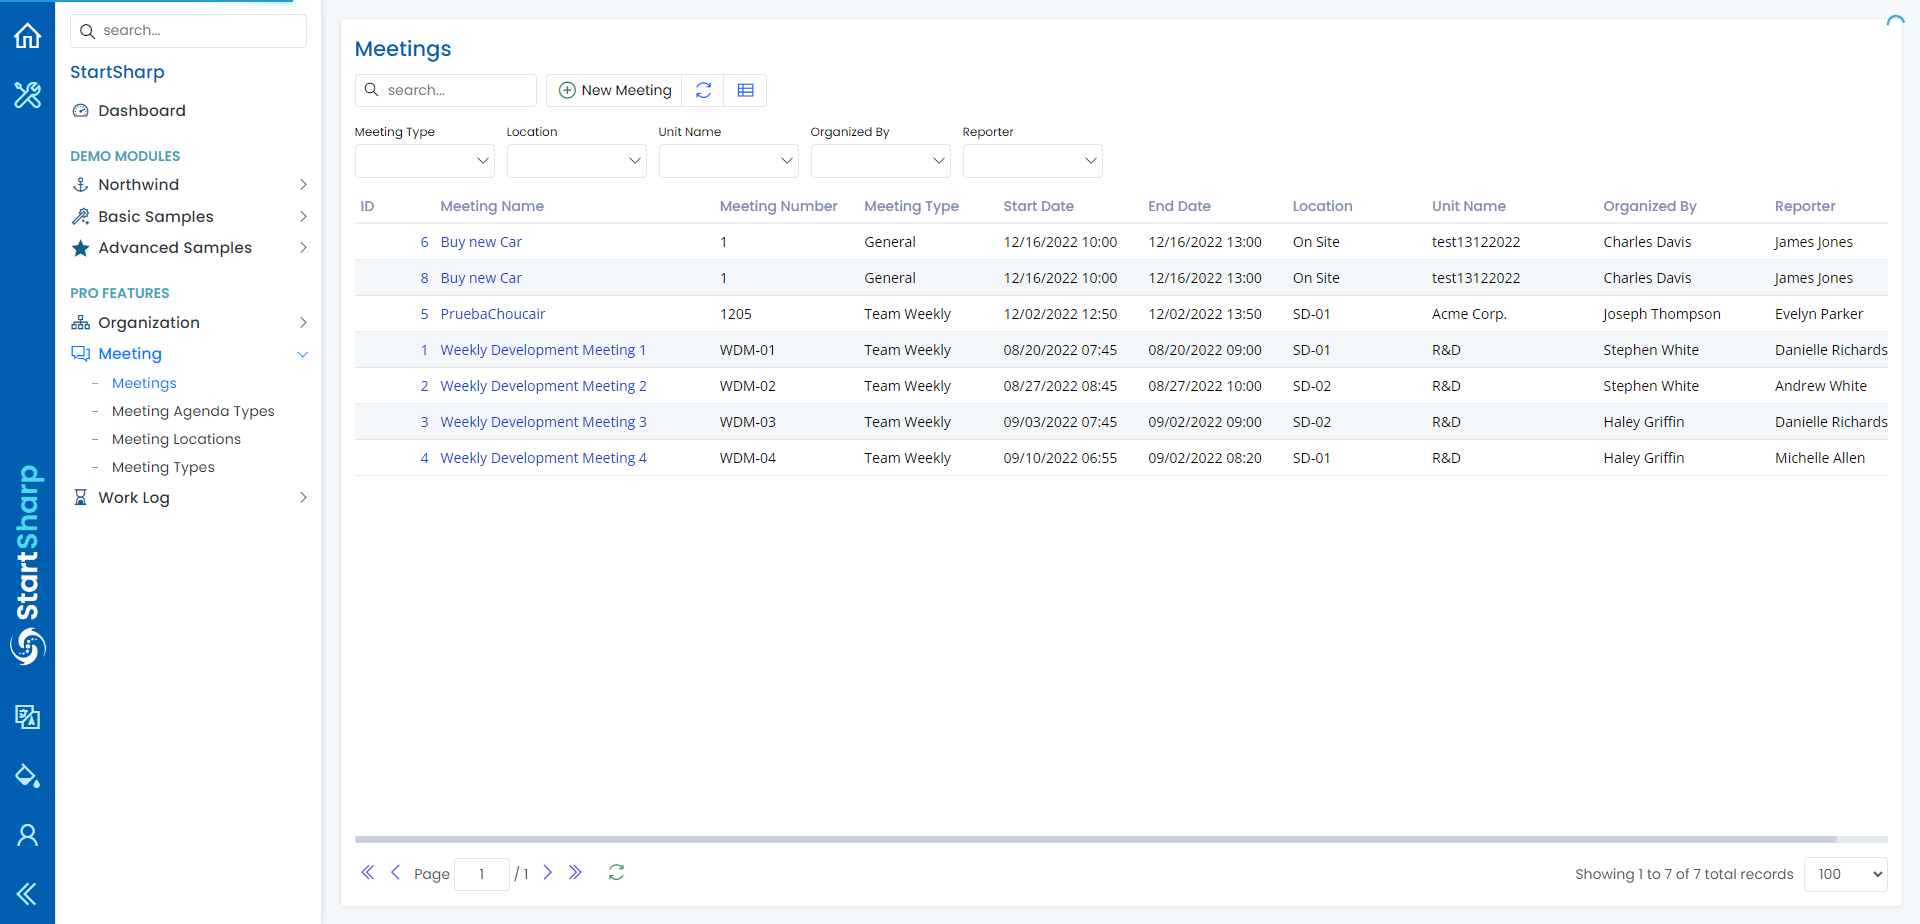 search...
StartSharp
Dashboard
DEMO MODULES
Northwind
Basic Samples
Advanced Samples
PRO FEATURES
Organization
Meeting
- Meetings
- Meeting Agenda Types
- Meeting Locations
- Meeting Types
Work Log
StartSharp
Meetings
search...
New Meeting
Meeting Type Location Unit Name Organized By Reporter
ID Meeting Name Meeting Number Meeting Type Start Date End Date Location Unit Name Organized By Reporter
6 Buy new Car 1 General 12/16/2022 10:00 12/16/2022 13:00 On Site test13122022 Charles Davis James Jones
8 Buy new Car 1 General 12/16/2022 10:00 12/16/2022 13:00 On Site test13122022 Charles Davis James Jones
5 PruebaChoucair 1205 Team Weekly 12/02/2022 12:50 12/02/2022 13:50 SD-01 Acme Corp. Joseph Thompson Evelyn Parker
1 Weekly Development Meeting 1 WDM-01 Team Weekly 08/20/2022 07:45 08/20/2022 09:00 SD-01 R&D Stephen White Danielle Richards
2 Weekly Development Meeting 2 WDM-02 Team Weekly 08/27/2022 08:45 08/27/2022 10:00 SD-02 R&D Stephen White Andrew White
3 Weekly Development Meeting 3 WDM-03 Team Weekly 09/03/2022 07:45 09/02/2022 09:00 SD-02 R&D Haley Griffin Danielle Richards
4 Weekly Development Meeting 4 WDM-04 Team Weekly 09/10/2022 06:55 09/02/2022 08:20 SD-01 R&D Haley Griffin Michelle Allen
Page 1 / 1
Showing 1 to 7 of 7 total records 100